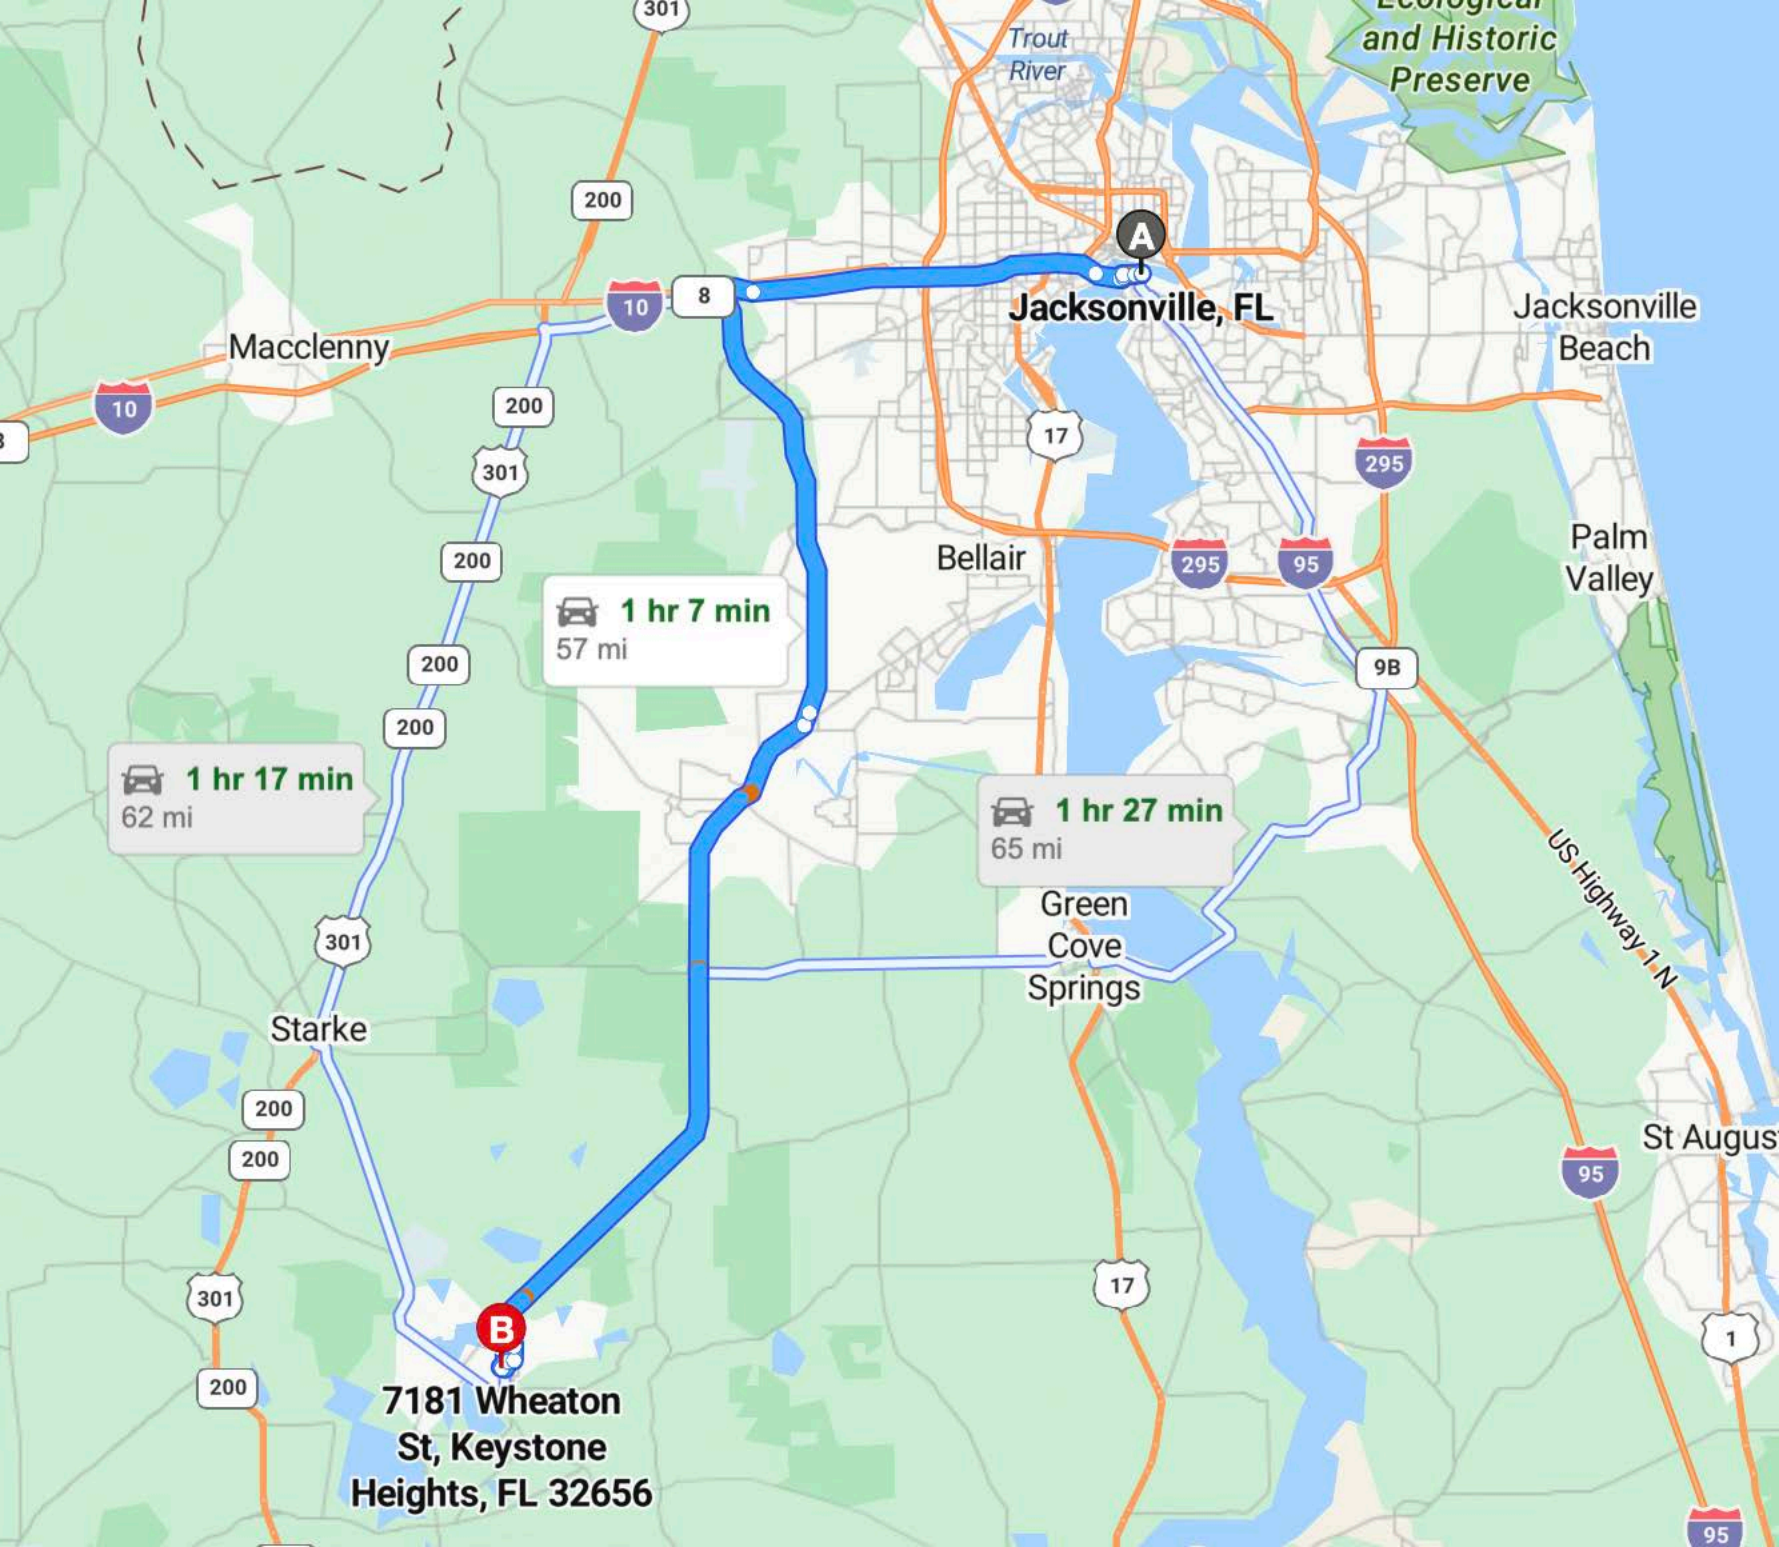 301
Ecological
and Historic
Preserve
Trout
River
200
A
Jacksonville, FL
10
8
Jacksonville
Beach
Macclenny
10
200
17
301
295
Palm
Valley
Bellair
295
95
200
1 hr 7 min
57 mi
200
9B
200
1 hr 17 min
62 mi
1 hr 27 min
65 mi
US Highway 1 N
Green
Cove
Springs
301
Starke
200
200
St Augus
95
301
17
B
1
200
7181 Wheaton
St, Keystone
Heights, FL 32656
95